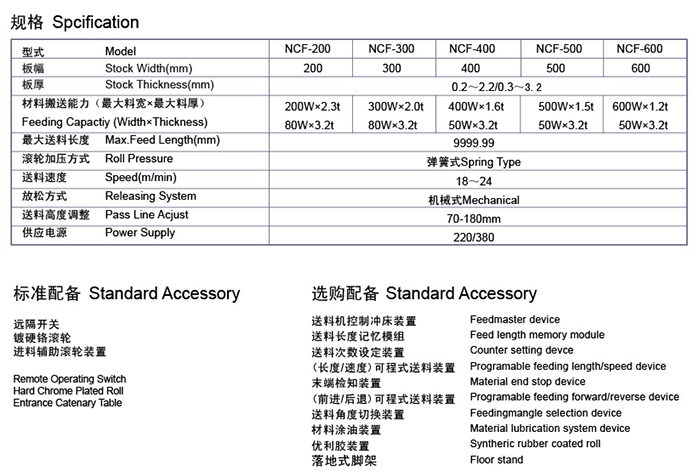 规格 Spcification
型式 Model NCF-200 NCF-300 NCF-400 NCF-500 NCF-600
板幅 Stock Width(mm) 200 300 400 500 600
板厚 Stock Thickness(mm) 0.2～2.2/0.3～3.2
材料搬送能力（最大料宽×最大料厚） 200W×2.3t 300W×2.0t 400W×1.6t 500W×1.5t 600W×1.2t
Feeding Capactiy (Width×Thickness) 80W×3.2t 80W×3.2t 50W×3.2t 50W×3.2t 50W×3.2t
最大送料长度 Max.Feed Length(mm) 9999.99
滚轮加压方式 Roll Pressure 弹簧式Spring Type
送料速度 Speed(m/min) 18～24
放松方式 Releasing System 机械式Mechanical
送料高度调整 Pass Line Acjust 70-180mm
供应电源 Power Supply 220/380
标准配备 Standard Accessory
远隔开关
镀硬铬滚轮
进料辅助滚轮装置
Remote Operating Switch
Hard Chrome Plated Roll
Entrance Catenary Table
选购配备 Standard Accessory
送料机控制冲床装置 Feedmaster device
送料长度记忆模组 Feed length memory module
送料次数设定装置 Counter setting devce
(长度/速度)可程式送料装置 Programable feeding length/speed device
末端检知装置 Material end stop device
(前进/后退)可程式送料装置 Programable feeding forward/reverse device
送料角度切换装置 Feedingmangle selection device
材料涂油装置 Material lubrication system device
优利胶装置 Syntheric rubber coated roll
落地式脚架 Floor stand